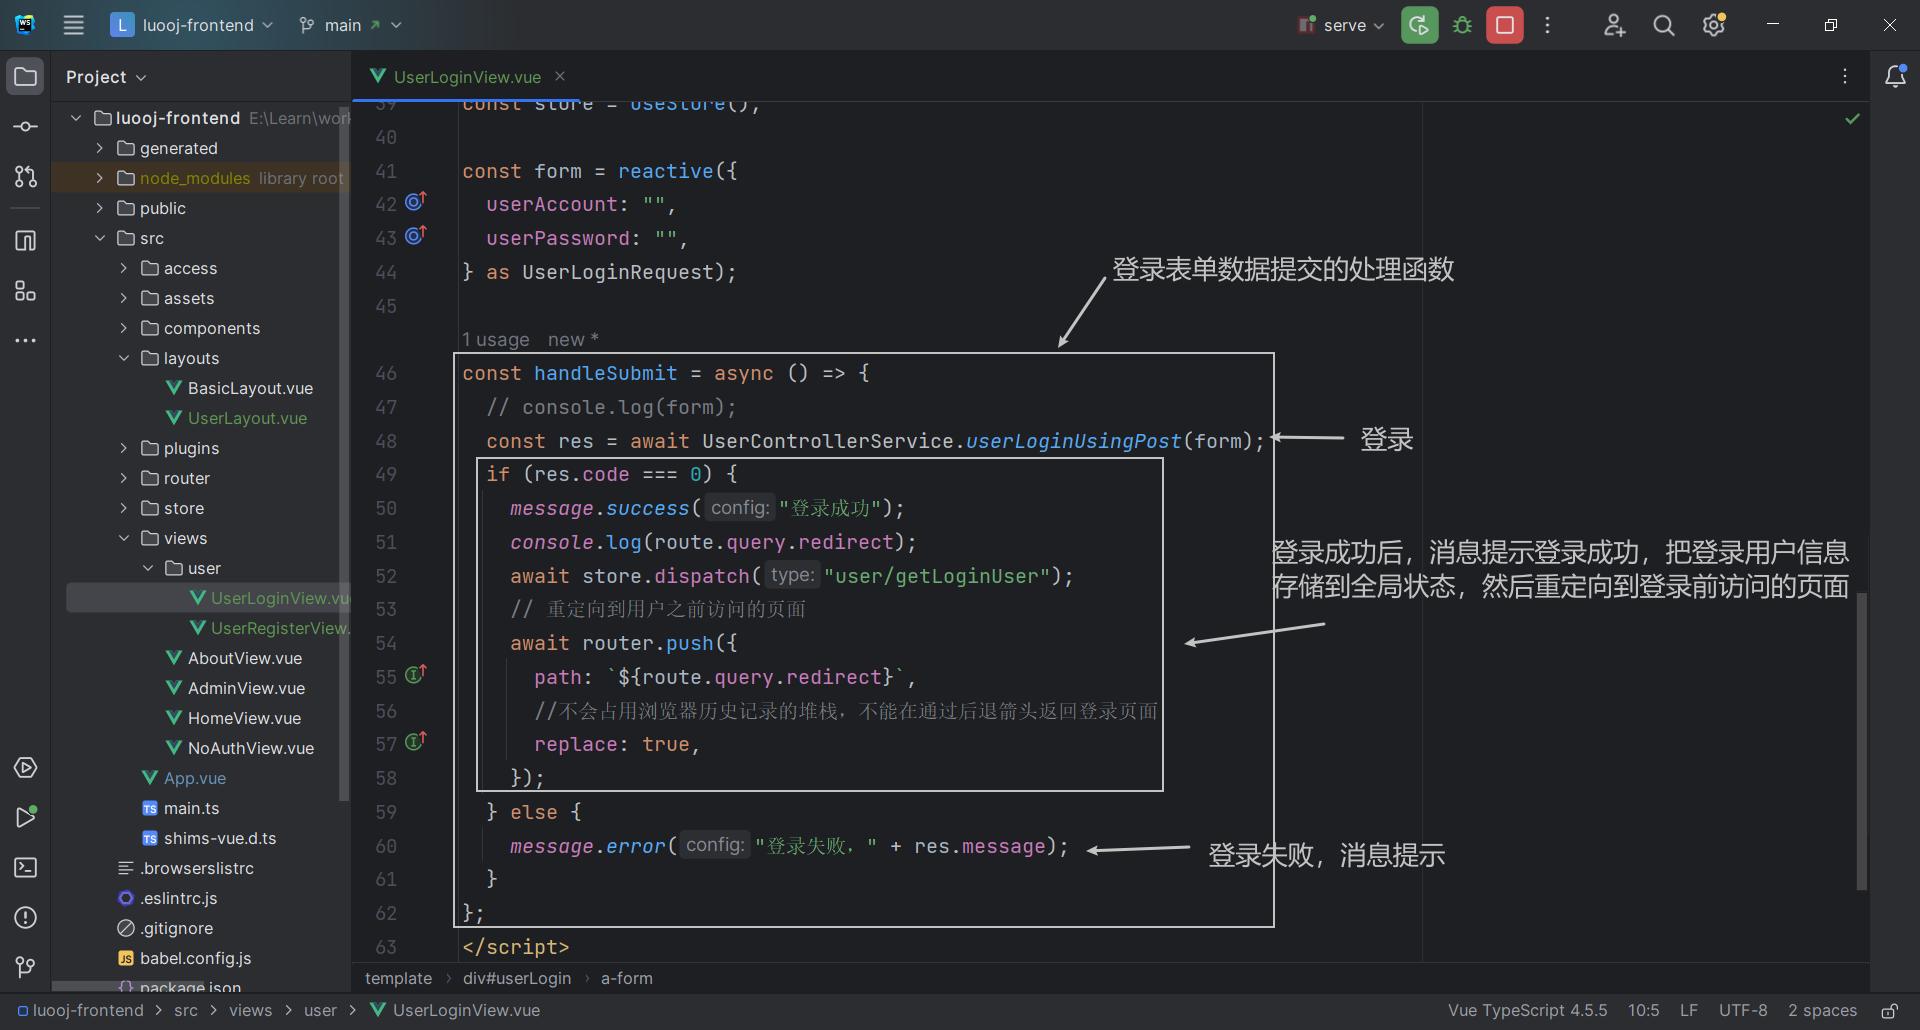 L luooj-frontend
main
serve
Project
UserLoginView.vue
luooj-frontend E:\Learn\work
generated
node_modules library root
public
src
access
assets
components
layouts
BasicLayout.vue
UserLayout.vue
plugins
router
store
views
user
UserLoginView.vue
UserRegisterView.
AboutView.vue
AdminView.vue
HomeView.vue
NoAuthView.vue
App.vue
main.ts
shims-vue.d.ts
.browserslistrc
.eslintrc.js
.gitignore
babel.config.js
package.json
39 const store = useStore();
40
41 const form = reactive({
42 userAccount: "",
43 userPassword: "",
44 } as UserLoginRequest);
45
1 usage new *
46 const handleSubmit = async () => {
47 // console.log(form);
48 const res = await UserControllerService.userLoginUsingPost(form);
49 if (res.code === 0) {
50 message.success( config: "登录成功");
51 console.log(route.query.redirect);
52 await store.dispatch( type: "user/getLoginUser");
53 // 重定向到用户之前访问的页面
54 await router.push({
55 path: `${route.query.redirect}`,
56 //不会占用浏览器历史记录的堆栈，不能在通过后退箭头返回登录页面
57 replace: true,
58 });
59 } else {
60 message.error( config: "登录失败，" + res.message);
61 }
62 };
63 </script>
登录表单数据提交的处理函数
登录
登录成功后，消息提示登录成功，把登录用户信息
存储到全局状态，然后重定向到登录前访问的页面
登录失败，消息提示
template › div#userLogin › a-form
luooj-frontend > src > views > user > UserLoginView.vue
Vue TypeScript 4.5.5 10:5 LF UTF-8 2 spaces